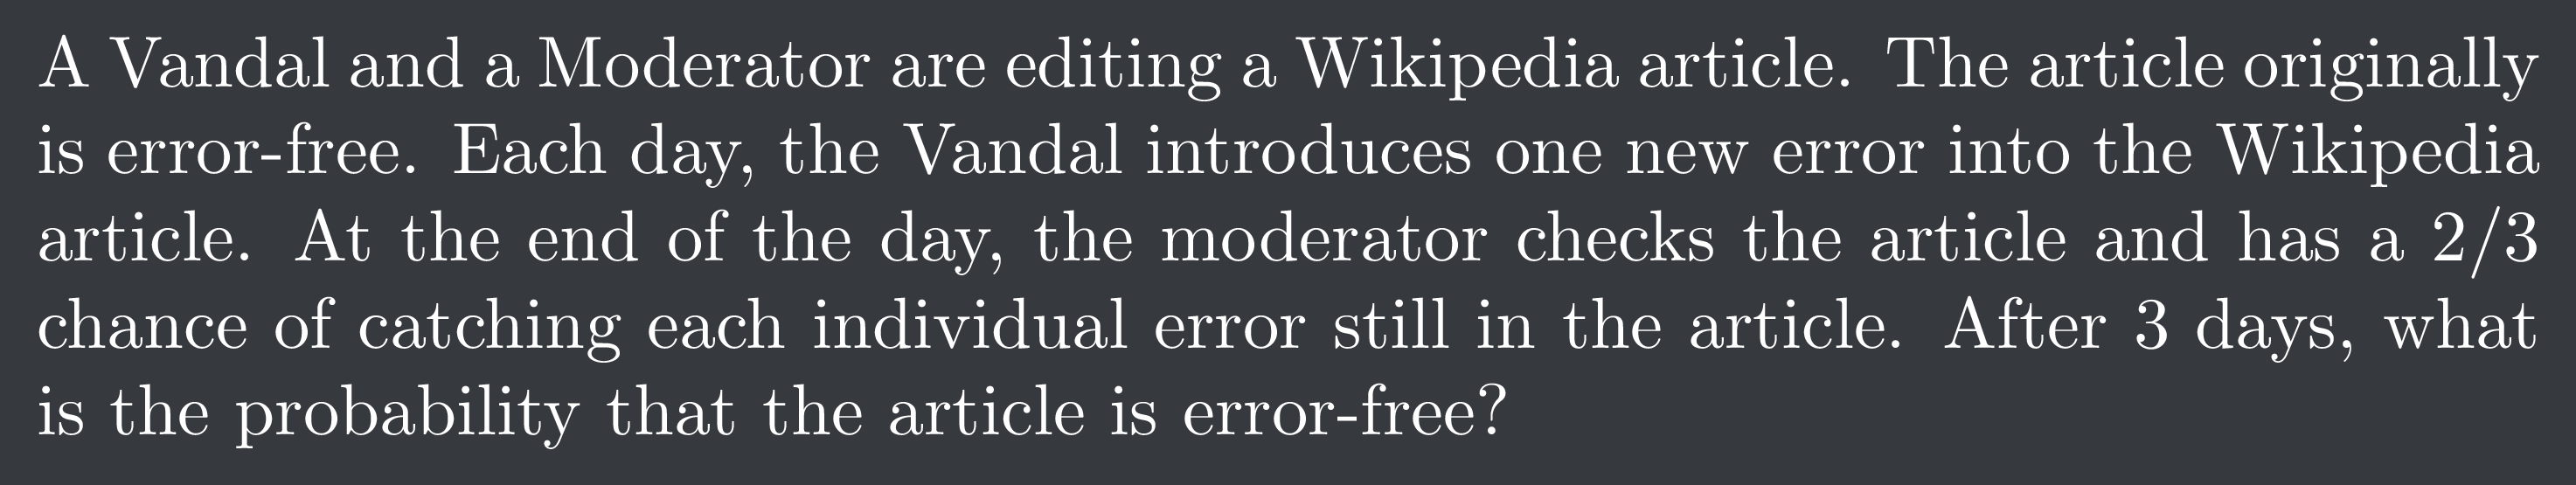 A Vandal and a Moderator are editing a Wikipedia article. The article originally
is error-free. Each day, the Vandal introduces one new error into the Wikipedia
article. At the end of the day, the moderator checks the article and has a 2/3
chance of catching each individual error still in the article. After 3 days, what
is the probability that the article is error-free?